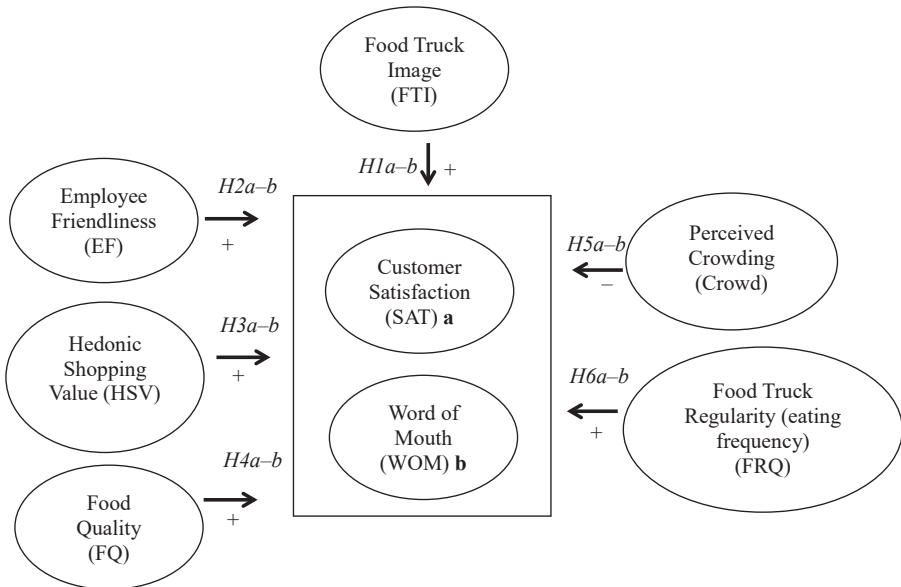 Food Truck
Image
(FTI)
H1a–b
+
H2a–b
Employee
Friendliness
(EF)
+
Customer
Satisfaction
(SAT) a
H5a–b
–
Perceived
Crowding
(Crowd)
H3a–b
Hedonic
Shopping
Value (HSV)
+
Word of
Mouth
(WOM) b
H6a–b
+
Food Truck
Regularity (eating
frequency)
(FRQ)
H4a–b
Food
Quality
(FQ)
+